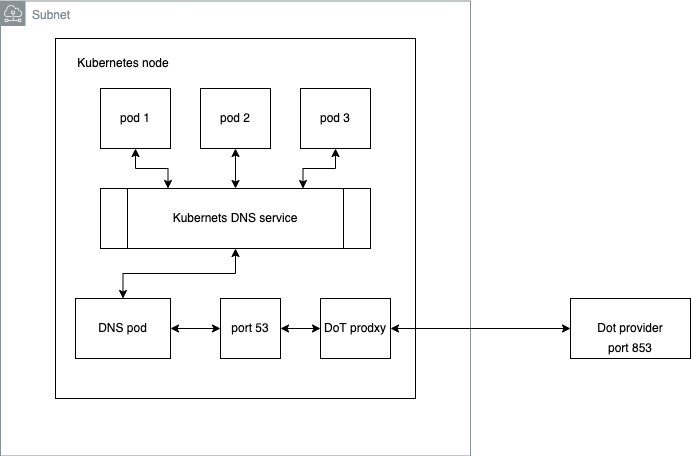 Subnet
Kubernetes node
pod 1
pod 2
pod 3
Kubernets DNS service
DNS pod
port 53
DoT prodxy
Dot provider
port 853